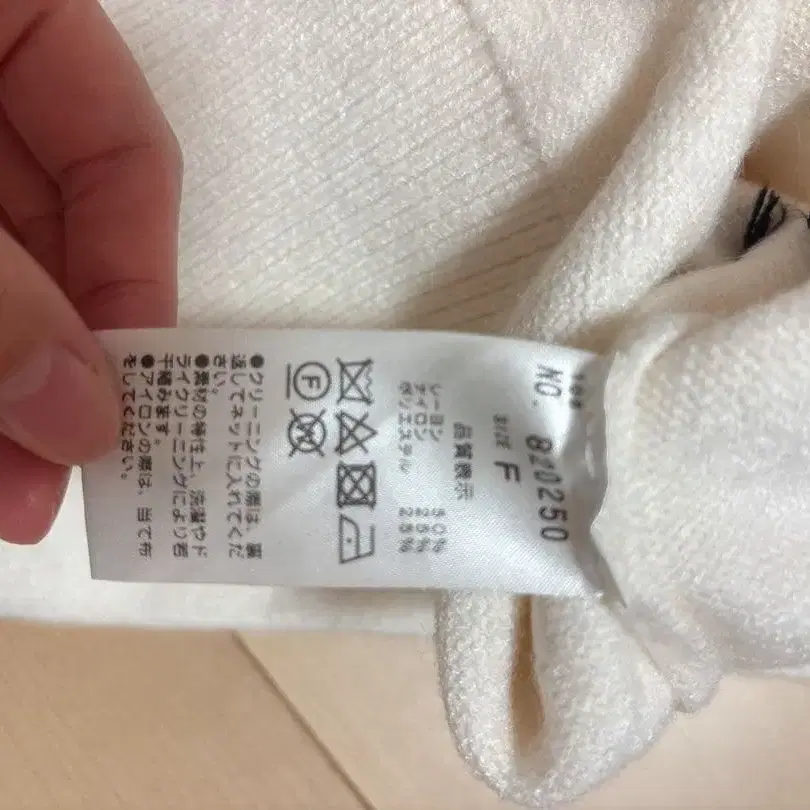 NO. 820250
SIZE F
品質表示
レーヨン 50%
ナイロン 25%
ポリエステル 25%
F
●クリーニングの際は、裏
返してネットに入れてくだ
さい。
●素材の特性上、洗濯やド
ライクリーニングにより若
干縮みます。
●アイロンの際は、当て布
をしてください。